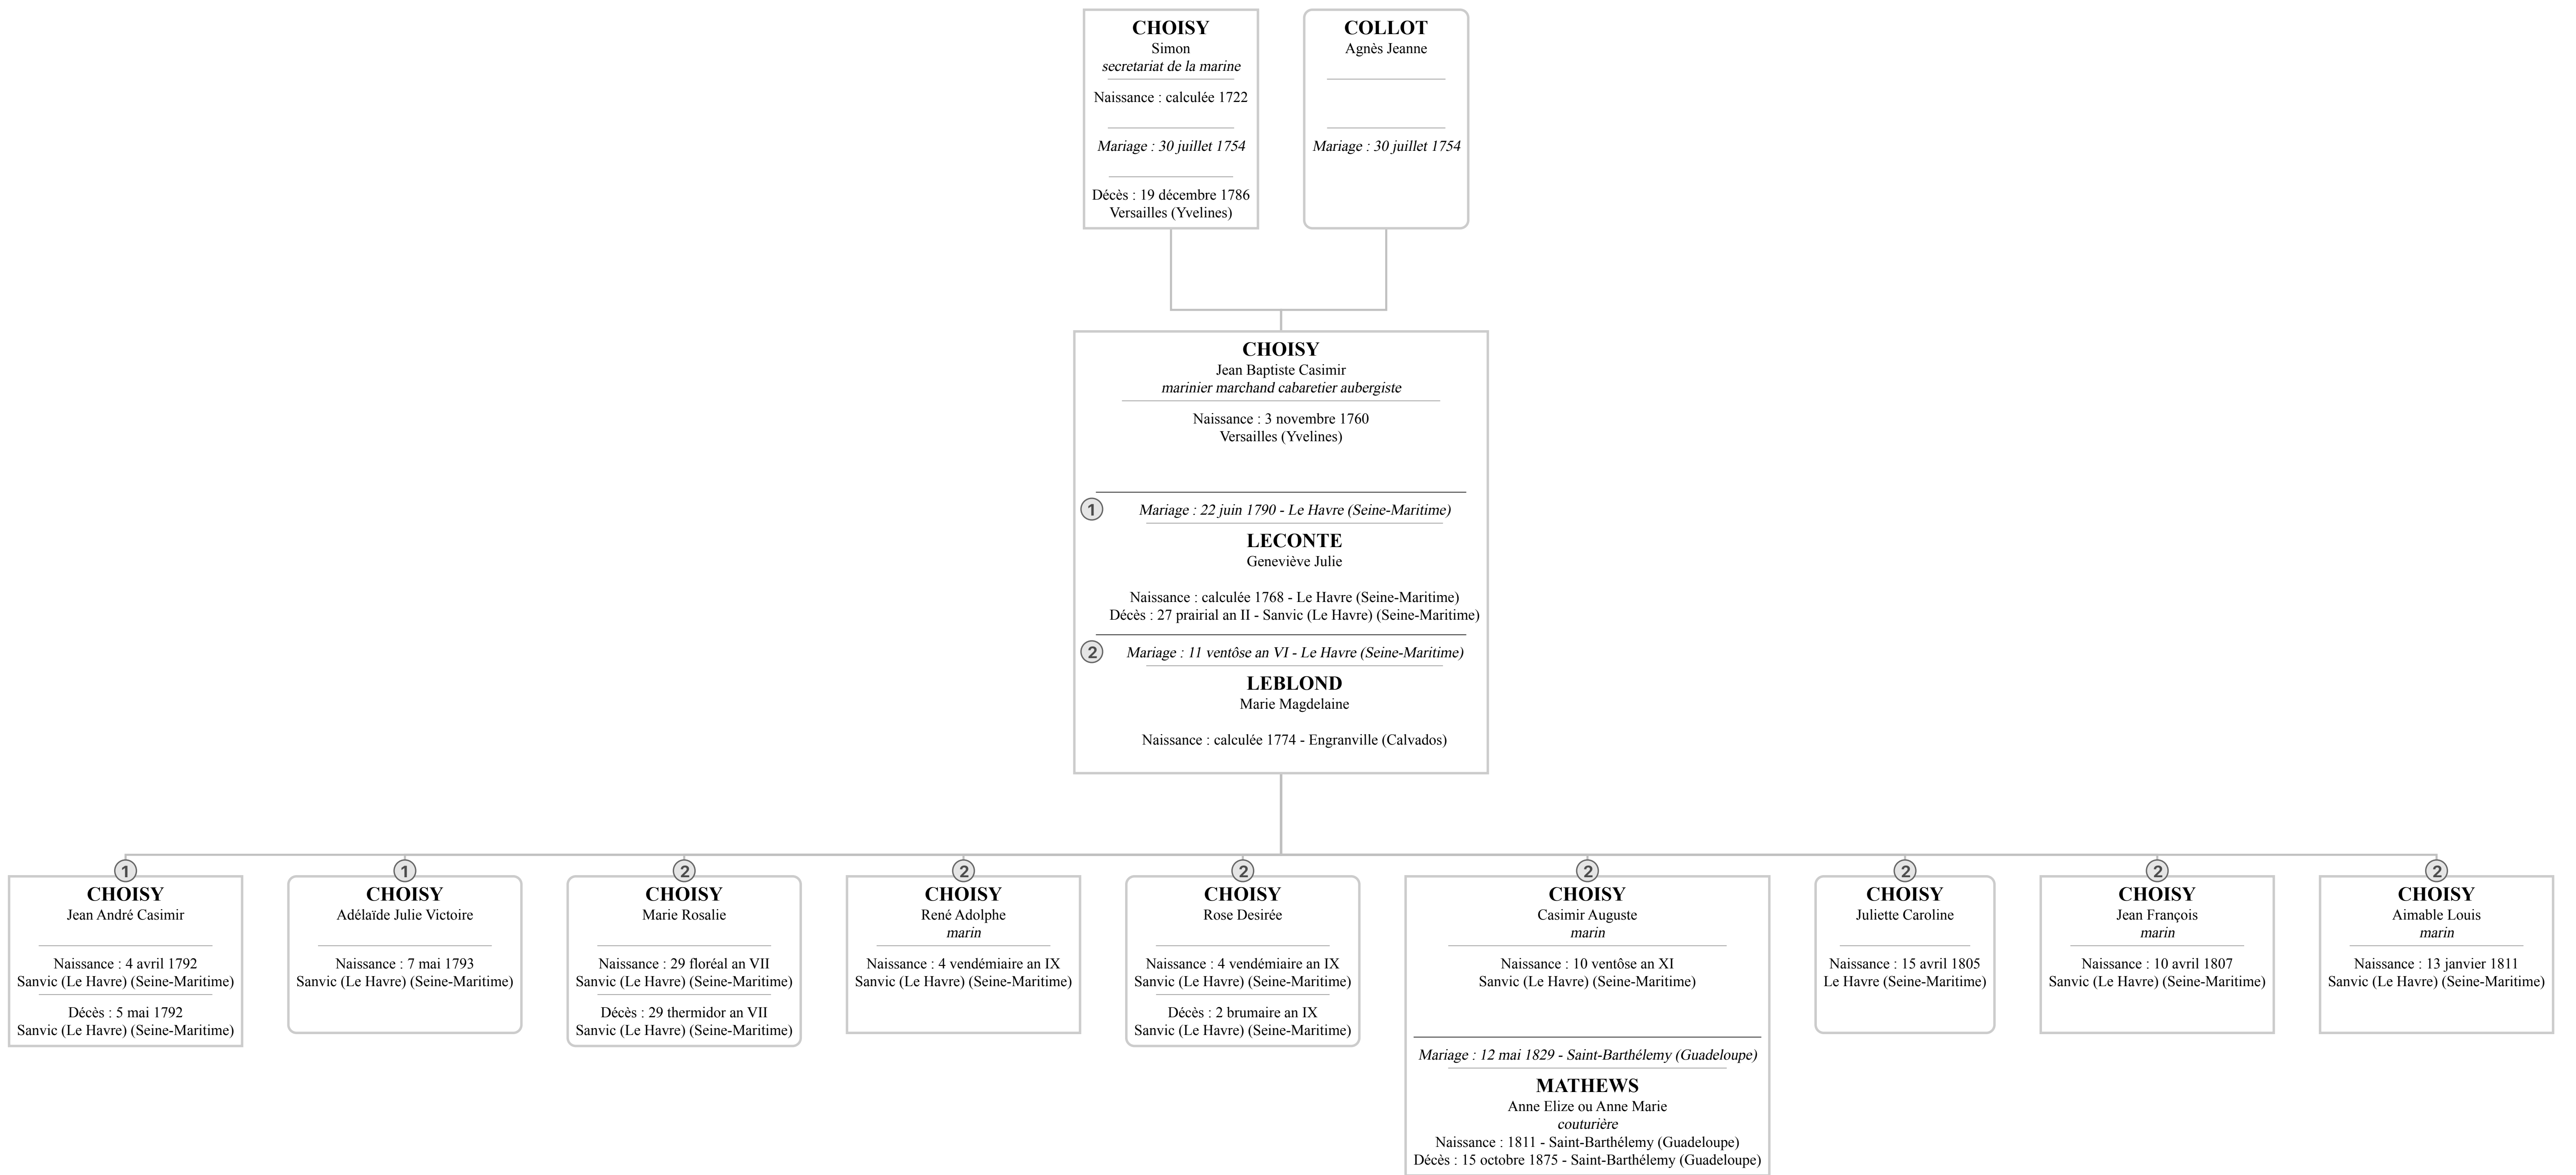 CHOISY
Simon
secretariat de la marine
Naissance : calculée 1722
Mariage : 30 juillet 1754
Décès : 19 décembre 1786
Versailles (Yvelines)
COLLOT
Agnès Jeanne
Mariage : 30 juillet 1754
CHOISY
Jean Baptiste Casimir
marinier marchand cabaretier aubergiste
Naissance : 3 novembre 1760
Versailles (Yvelines)
1
Mariage : 22 juin 1790 - Le Havre (Seine-Maritime)
LECONTE
Geneviève Julie
Naissance : calculée 1768 - Le Havre (Seine-Maritime)
Décès : 27 prairial an II - Sanvic (Le Havre) (Seine-Maritime)
2
Mariage : 11 ventôse an VI - Le Havre (Seine-Maritime)
LEBLOND
Marie Magdelaine
Naissance : calculée 1774 - Engranville (Calvados)
1
CHOISY
Jean André Casimir
Naissance : 4 avril 1792
Sanvic (Le Havre) (Seine-Maritime)
Décès : 5 mai 1792
Sanvic (Le Havre) (Seine-Maritime)
1
CHOISY
Adélaïde Julie Victoire
Naissance : 7 mai 1793
Sanvic (Le Havre) (Seine-Maritime)
2
CHOISY
Marie Rosalie
Naissance : 29 floréal an VII
Sanvic (Le Havre) (Seine-Maritime)
Décès : 29 thermidor an VII
Sanvic (Le Havre) (Seine-Maritime)
2
CHOISY
René Adolphe
marin
Naissance : 4 vendémiaire an IX
Sanvic (Le Havre) (Seine-Maritime)
2
CHOISY
Rose Desirée
Naissance : 4 vendémiaire an IX
Sanvic (Le Havre) (Seine-Maritime)
Décès : 2 brumaire an IX
Sanvic (Le Havre) (Seine-Maritime)
2
CHOISY
Casimir Auguste
marin
Naissance : 10 ventôse an XI
Sanvic (Le Havre) (Seine-Maritime)
Mariage : 12 mai 1829 - Saint-Barthélemy (Guadeloupe)
MATHEWS
Anne Elize ou Anne Marie
couturière
Naissance : 1811 - Saint-Barthélemy (Guadeloupe)
Décès : 15 octobre 1875 - Saint-Barthélemy (Guadeloupe)
2
CHOISY
Juliette Caroline
Naissance : 15 avril 1805
Le Havre (Seine-Maritime)
2
CHOISY
Jean François
marin
Naissance : 10 avril 1807
Sanvic (Le Havre) (Seine-Maritime)
2
CHOISY
Aimable Louis
marin
Naissance : 13 janvier 1811
Sanvic (Le Havre) (Seine-Maritime)